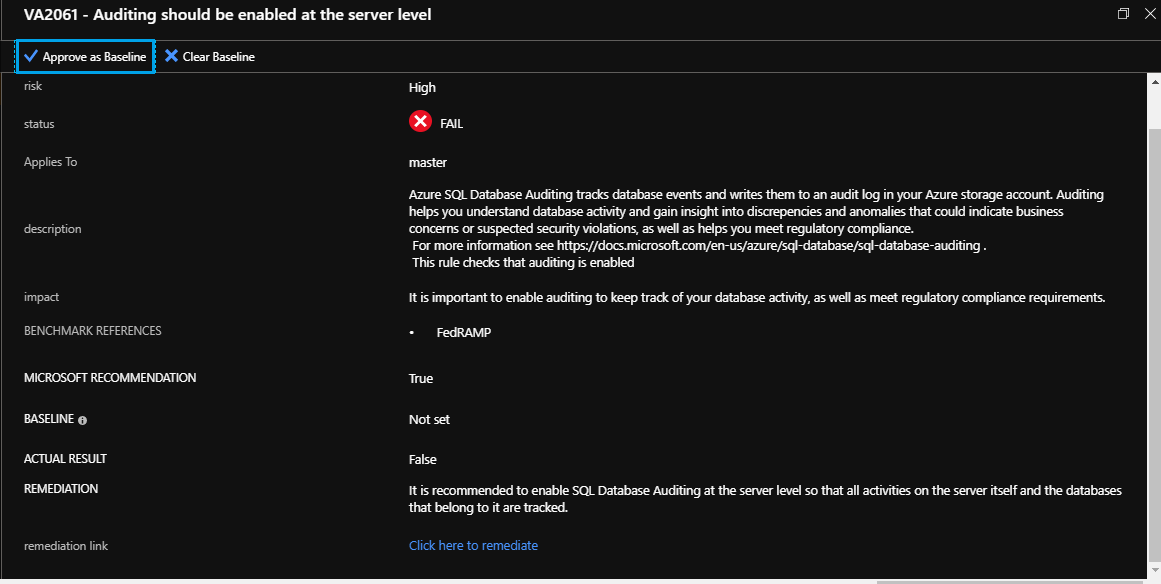 VA2061 - Auditing should be enabled at the server level
Approve as Baseline Clear Baseline
risk High
status FAIL
Applies To master
description Azure SQL Database Auditing tracks database events and writes them to an audit log in your Azure storage account. Auditing
helps you understand database activity and gain insight into discrepancies and anomalies that could indicate business
concerns or suspected security violations, as well as helps you meet regulatory compliance.
For more information see https://docs.microsoft.com/en-us/azure/sql-database/sql-database-auditing .
This rule checks that auditing is enabled
impact It is important to enable auditing to keep track of your database activity, as well as meet regulatory compliance requirements.
BENCHMARK REFERENCES • FedRAMP
MICROSOFT RECOMMENDATION True
BASELINE Not set
ACTUAL RESULT False
REMEDIATION It is recommended to enable SQL Database Auditing at the server level so that all activities on the server itself and the databases
that belong to it are tracked.
remediation link Click here to remediate